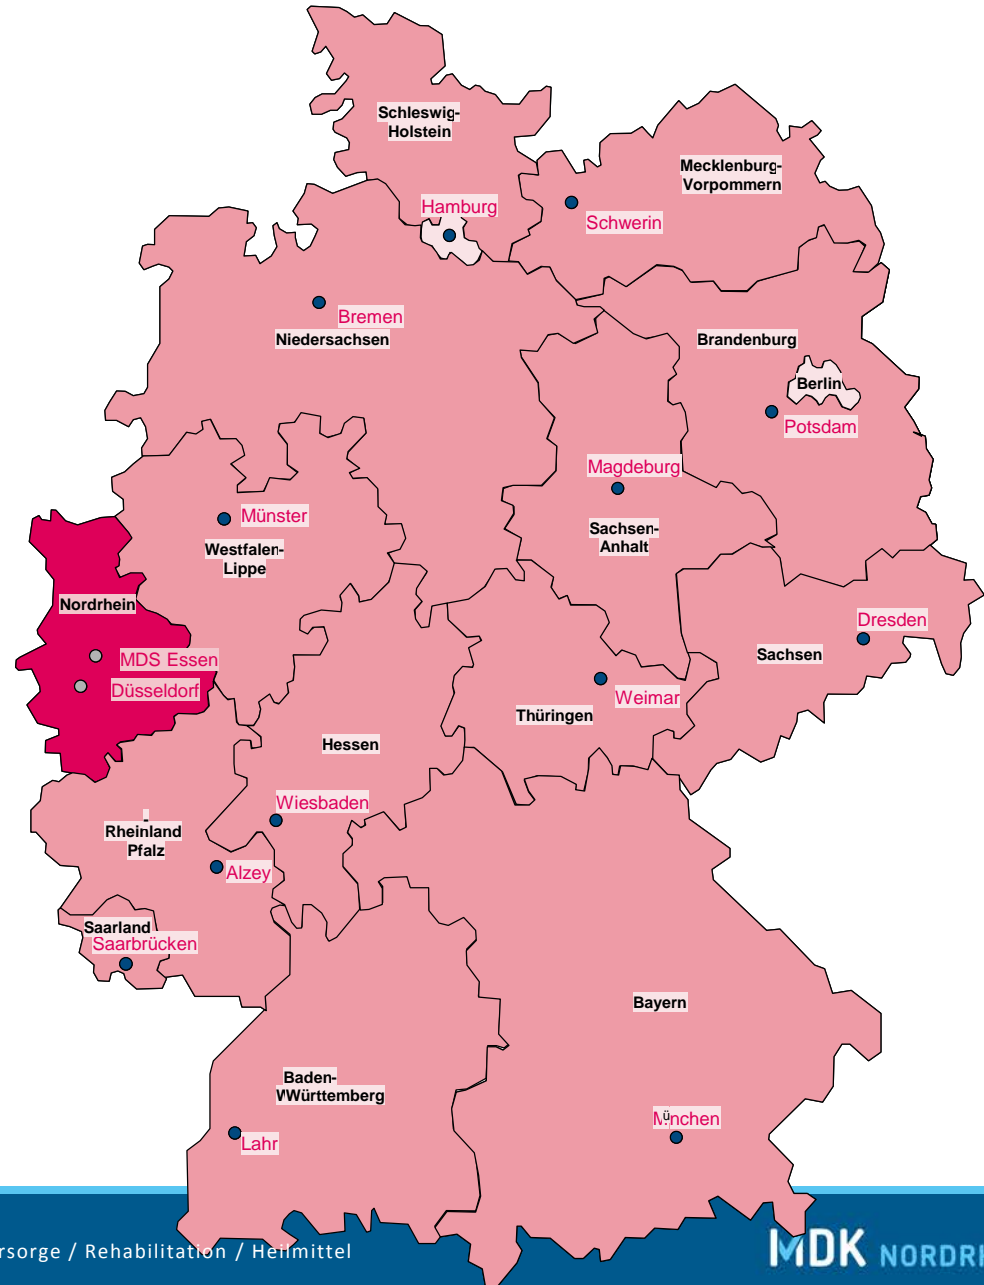 Schleswig-
Holstein
Mecklenburg-
Vorpommern
Hamburg
Schwerin
Bremen
Niedersachsen
Brandenburg
Berlin
Potsdam
Magdeburg
Münster
Sachsen-
Anhalt
Westfalen-
Lippe
Nordrhein
Dresden
MDS Essen
Sachsen
Düsseldorf
Weimar
Thüringen
Hessen
Wiesbaden
-
Rheinland
Pfalz
Alzey
Saarland
Saarbrücken
Bayern
Baden-
WWürttemberg
München
Lahr
rsorge / Rehabilitation / Heilmittel
MDK NORDRH